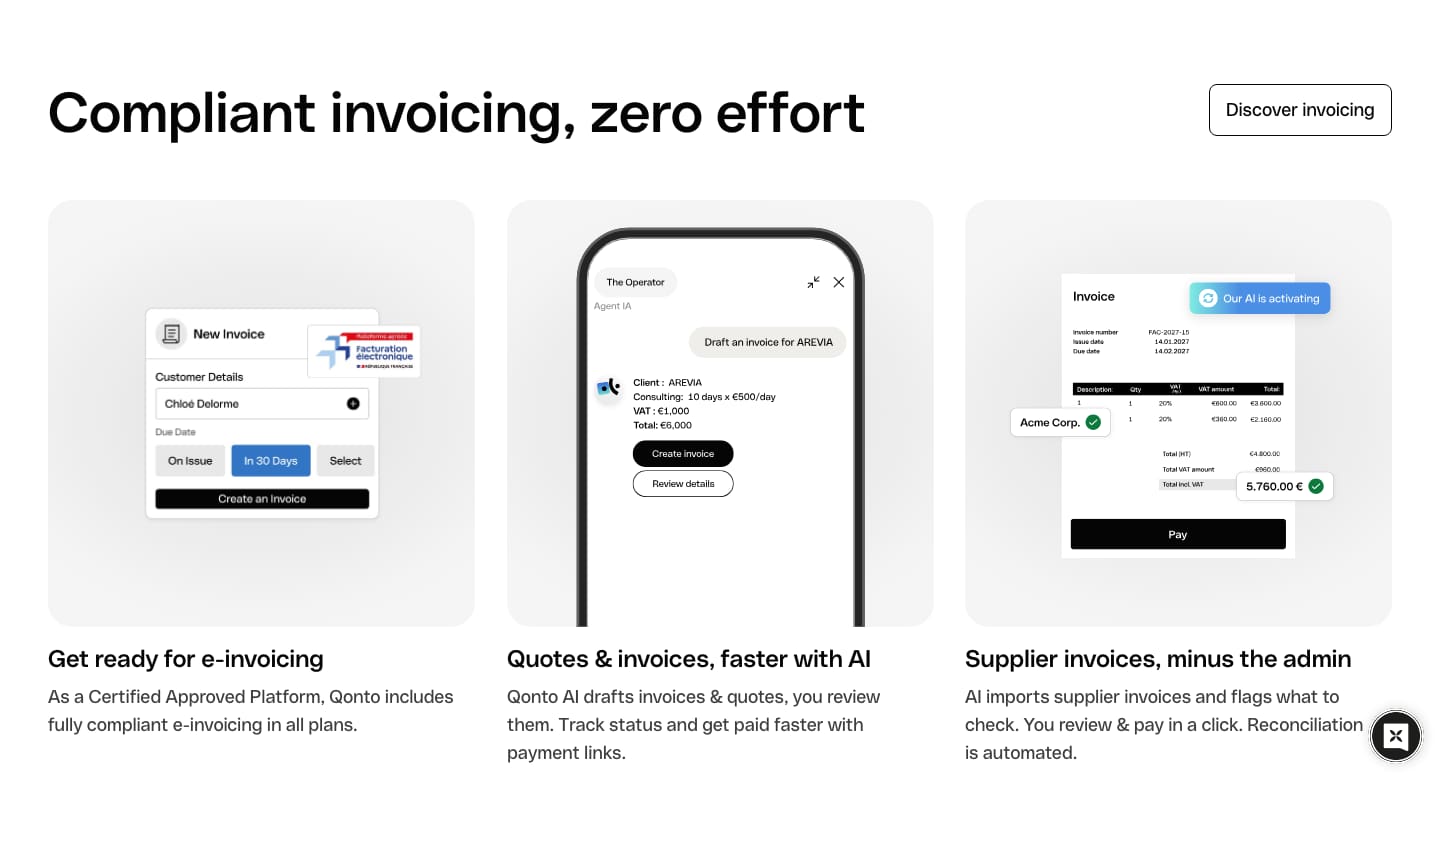 Compliant invoicing, zero effort
Discover invoicing
New Invoice
Plateforme agréée
Facturation
électronique
RÉPUBLIQUE FRANÇAISE
Customer Details
Chloé Delorme
Due Date
On Issue
In 30 Days
Select
Create an Invoice
The Operator
Agent IA
Draft an invoice for AREVIA
Client : AREVIA
Consulting: 10 days x €500/day
VAT : €1,000
Total: €6,000
Create invoice
Review details
Invoice
Our AI is activating
Invoice number FAC-2027-15
Issue date 14.01.2027
Due date 14.02.2027
Description: Qty VAT (%) VAT amount Total:
1 1 20% €600.00 €3.600.00
1 20% €360.00 €2.160.00
Acme Corp.
Total (HT) €4.800.00
Total VAT amount €960.00
Total incl. VAT
5.760.00 €
Pay
Get ready for e-invoicing
As a Certified Approved Platform, Qonto includes
fully compliant e-invoicing in all plans.
Quotes & invoices, faster with AI
Qonto AI drafts invoices & quotes, you review
them. Track status and get paid faster with
payment links.
Supplier invoices, minus the admin
AI imports supplier invoices and flags what to
check. You review & pay in a click. Reconciliation
is automated.